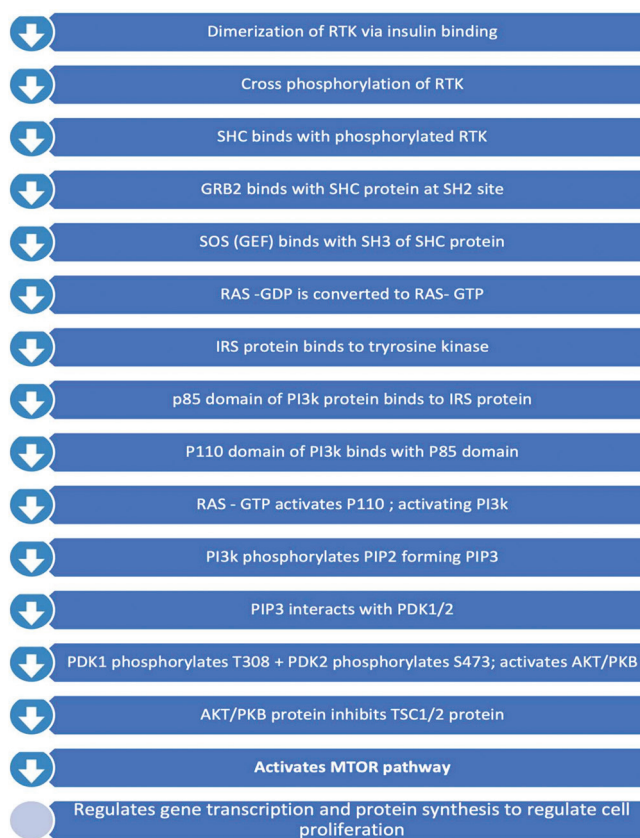 Dimerization of RTK via insulin binding
Cross phosphorylation of RTK
SHC binds with phosphorylated RTK
GRB2 binds with SHC protein at SH2 site
SOS (GEF) binds with SH3 of SHC protein
RAS -GDP is converted to RAS- GTP
IRS protein binds to tryrosine kinase
p85 domain of PI3k protein binds to IRS protein
P110 domain of PI3k binds with P85 domain
RAS - GTP activates P110 ; activating PI3k
PI3k phosphorylates PIP2 forming PIP3
PIP3 interacts with PDK1/2
PDK1 phosphorylates T308 + PDK2 phosphorylates S473; activates AKT/PKB
AKT/PKB protein inhibits TSC1/2 protein
Activates MTOR pathway
Regulates gene transcription and protein synthesis to regulate cell
proliferation